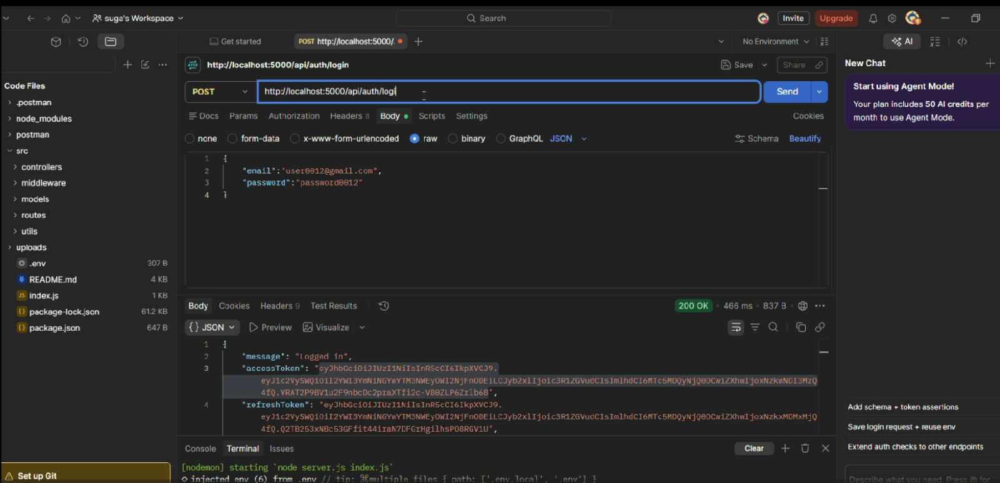 suga's Workspace
Search
Invite
Upgrade
Get started
POST http://localhost:5000/.
No Environment
AI
http://localhost:5000/api/auth/login
Save
Share
New Chat
Code Files
POST
http://localhost:5000/api/auth/logi
Send
Start using Agent Mode!
Your plan includes 50 AI credits per
month to use Agent Mode.
.postman
node_modules
postman
src
controllers
middleware
models
routes
utils
uploads
.env 307 B
README.md 4 KB
JS index.js 1 KB
{} package-lock.json 61.2 KB
{} package.json 647 B
Set up Git
Docs Params Authorization Headers 8 Body Scripts Settings
Cookies
none form-data x-www-form-urlencoded raw binary GraphQL JSON
Schema Beautify
1 {
2 "email":"user0012@gmail.com",
3 "password":"password0012"
4 }
Body Cookies Headers 9 Test Results
200 OK • 466 ms • 837 B
{} JSON Preview Visualize
1 {
2 "message": "Logged in",
3 "accessToken": "eyJhbGciOiJIUzI1NiIsInR5cCI6IkpXVCJ9.
4 "refreshToken": "eyJhbGciOiJIUzI1NiIsInR5cCI6IkpXVCJ9.
Add schema + token assertions
Save login request + reuse env
Extend auth checks to other endpoints
Console Terminal Issues
Clear
[nodemon] starting `node server.js index.js`
injected env (6) from .env // tip: ⌘multiple files { path: ['.env.local', '.env'] }
Describe what you need. Press @ for